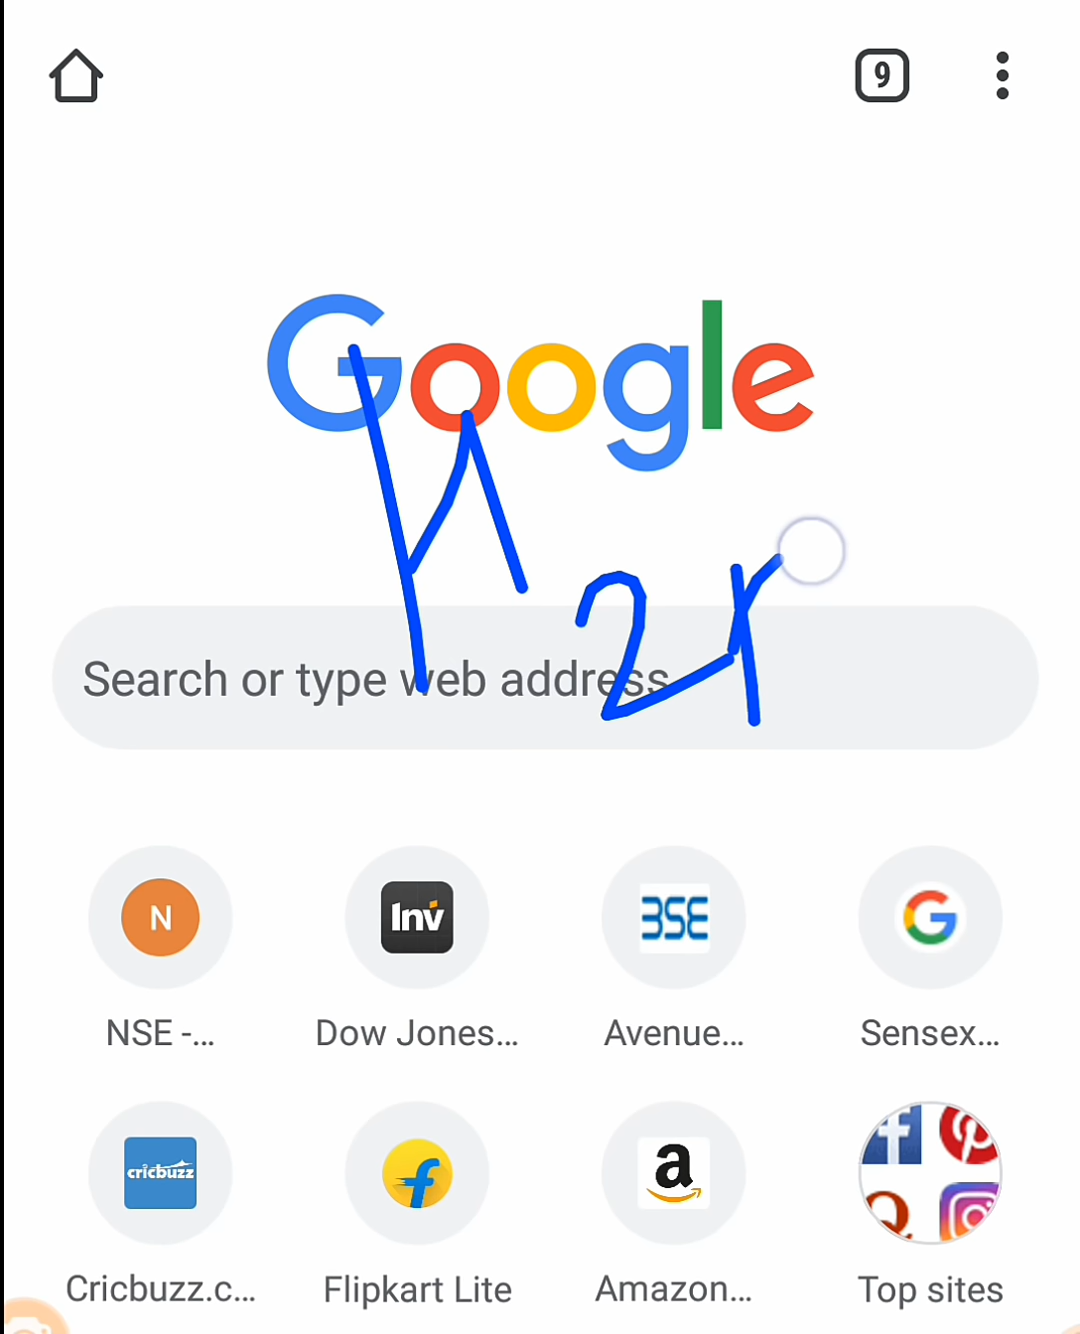 9
Google
Search or type web address
N
Inv
BSE
G
NSE -...
Dow Jones...
Avenue...
Sensex...
cricbuzz
f
a
f
Q
Cricbuzz.c...
Flipkart Lite
Amazon...
Top sites